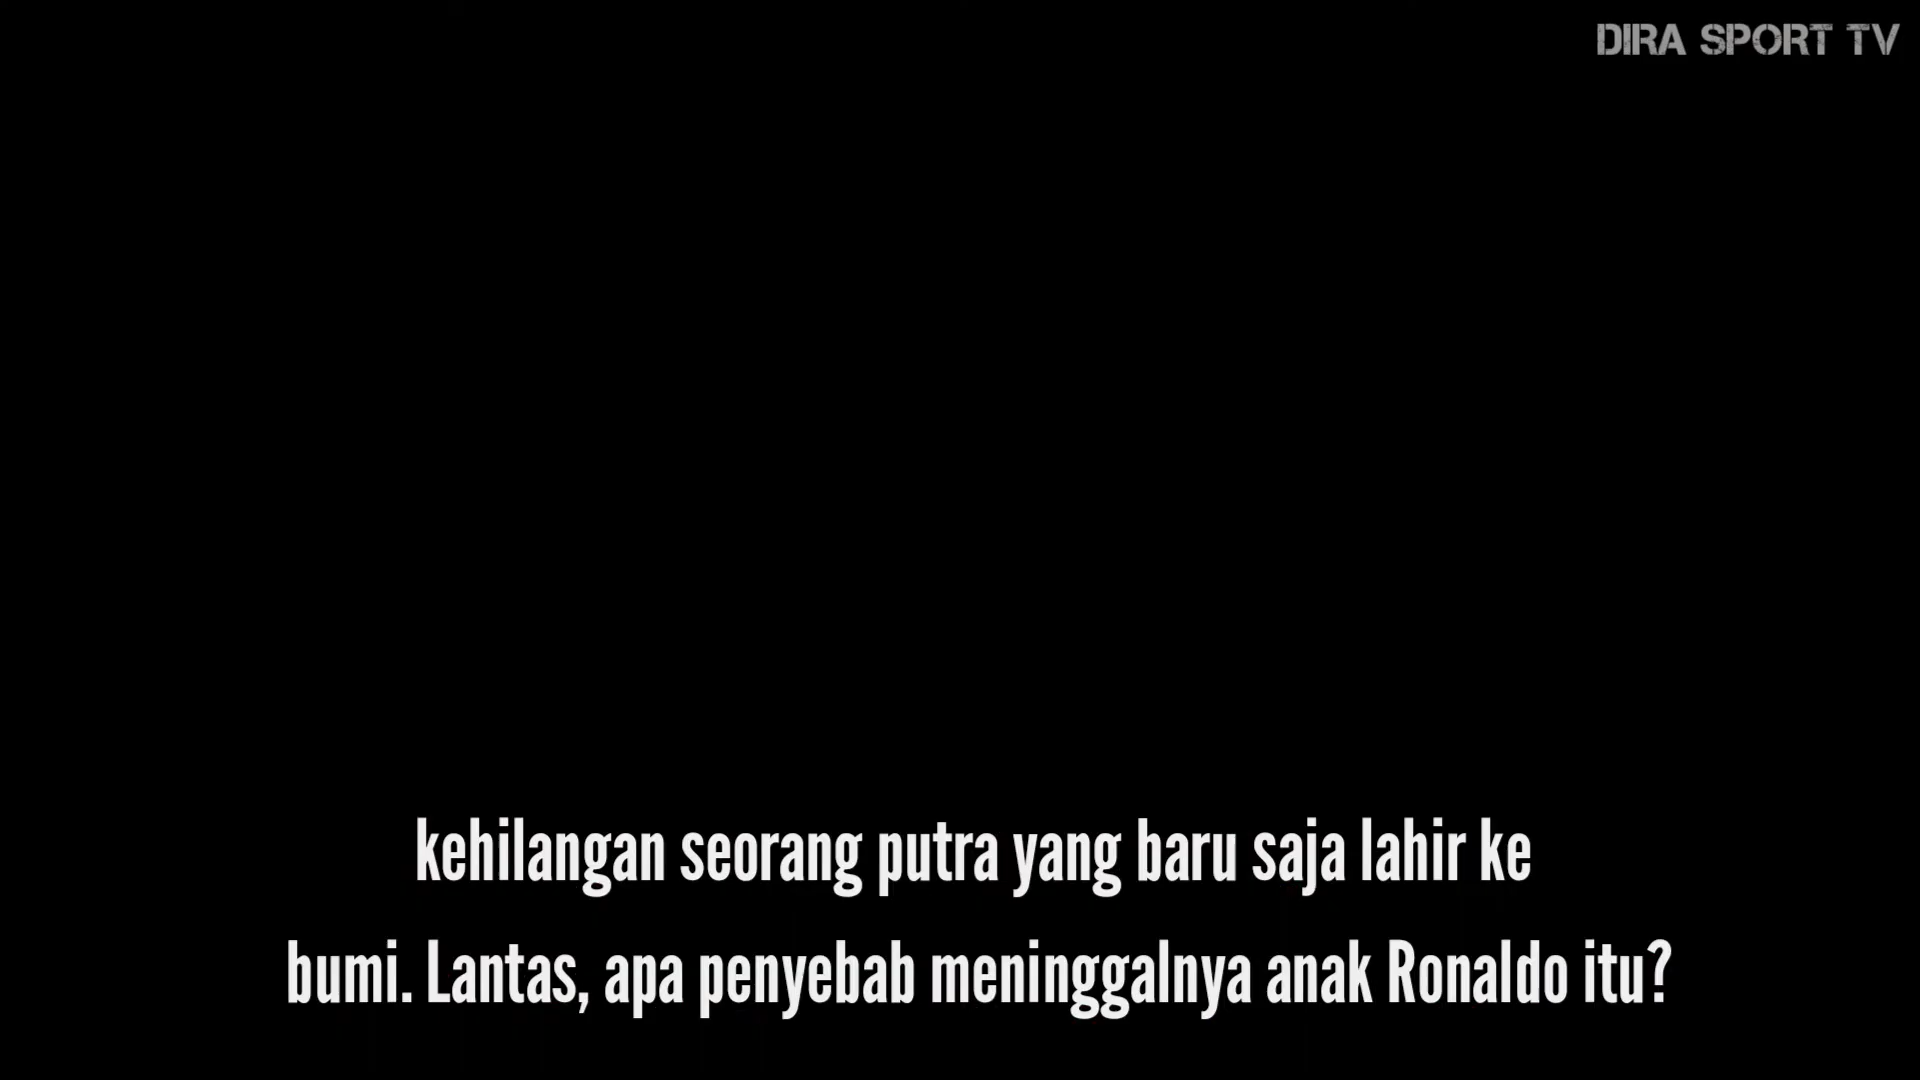 DIRA SPORT TV
kehilangan seorang putra yang baru saja lahir ke
bumi. Lantas, apa penyebab meninggalnya anak Ronaldo itu?